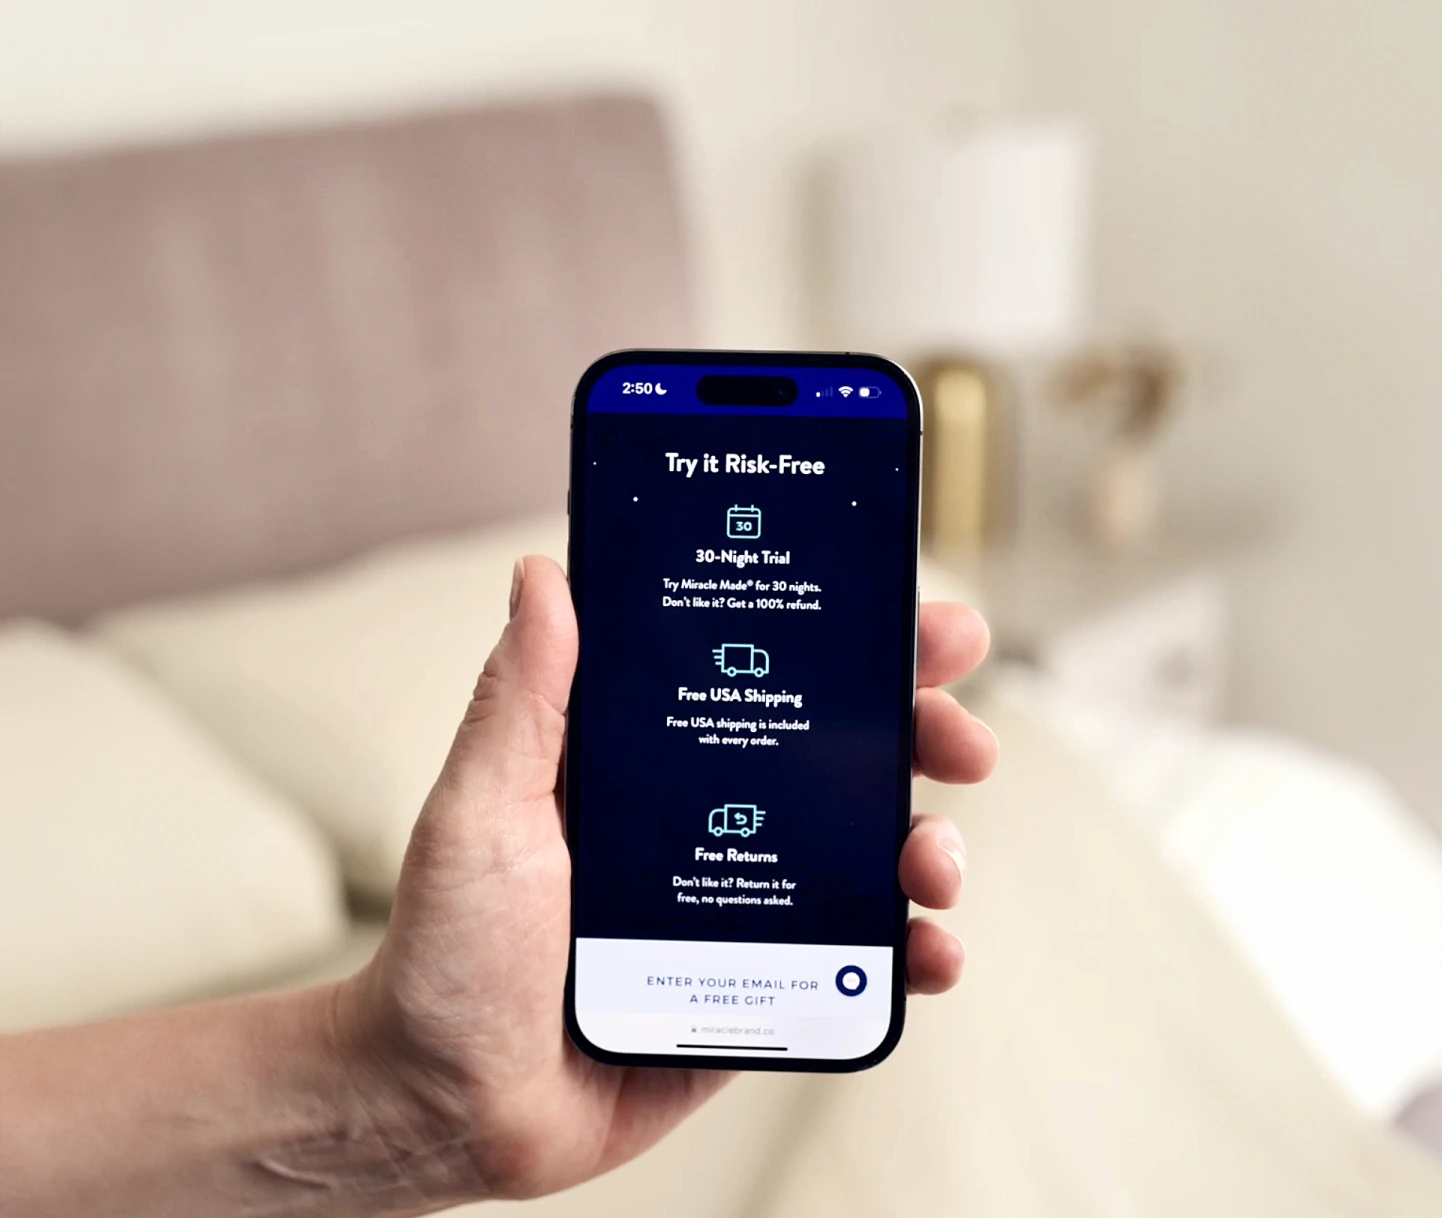 2:50
Try it Risk-Free
30
30-Night Trial
Try Miracle Made® for 30 nights.
Don't like it? Get a 100% refund.
Free USA Shipping
Free USA shipping is included
with every order.
Free Returns
Don't like it? Return it for
free, no questions asked.
ENTER YOUR EMAIL FOR
A FREE GIFT
miraclebrand.co